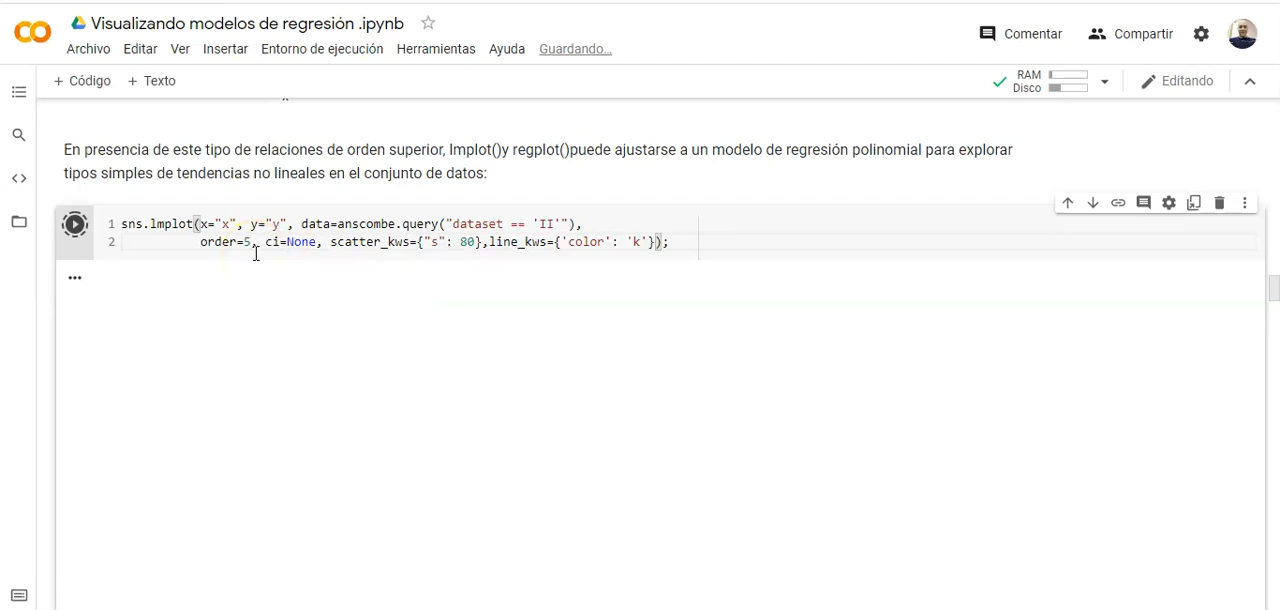 Visualizando modelos de regresión .ipynb
Comentar
Compartir
Archivo Editar Ver Insertar Entorno de ejecución Herramientas Ayuda Guardando...
+ Código + Texto
RAM
Disco
Editando
x
En presencia de este tipo de relaciones de orden superior, lmplot()y regplot()puede ajustarse a un modelo de regresión polinomial para explorar
tipos simples de tendencias no lineales en el conjunto de datos:
1 sns.lmplot(x="x", y="y", data=anscombe.query("dataset == 'II'"),
2 order=5, ci=None, scatter_kws={"s": 80},line_kws={'color': 'k'});